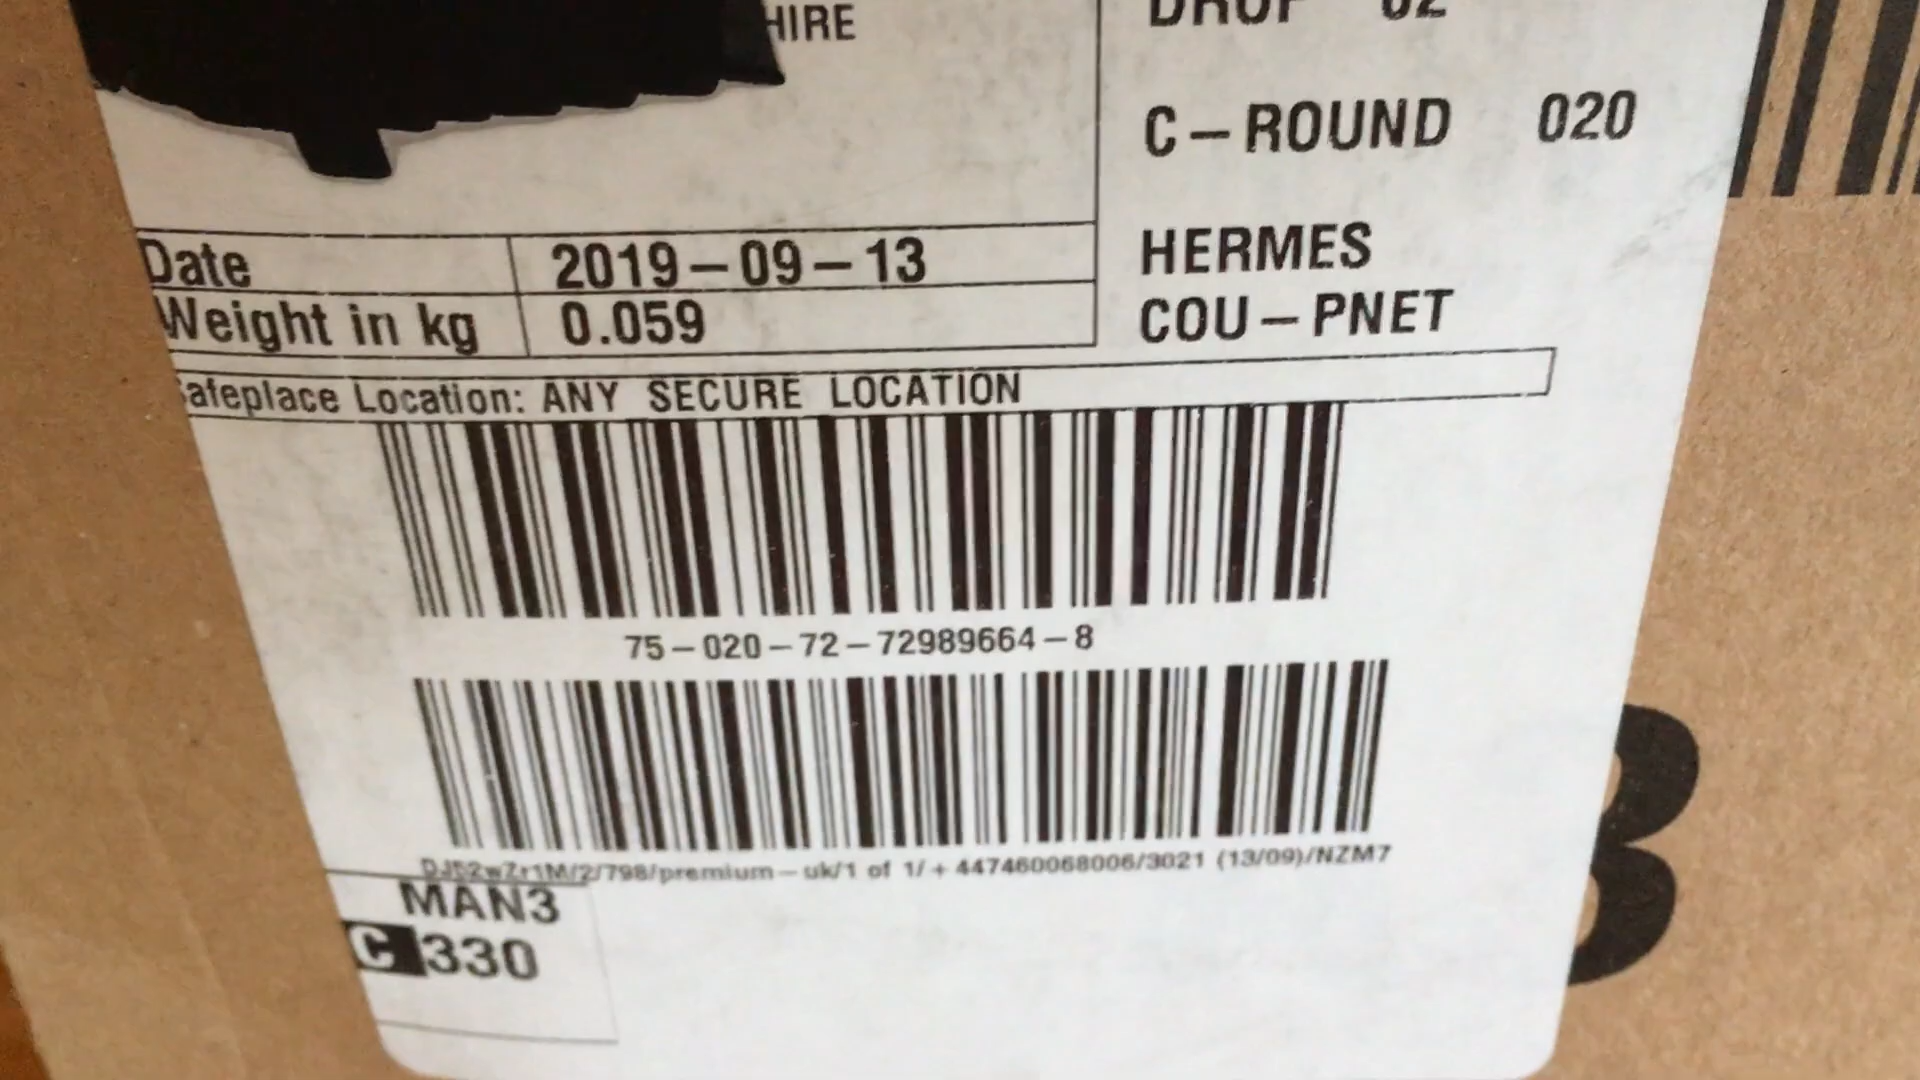 HIRE
DROP 02
C-ROUND 020
Date 2019-09-13
Weight in kg 0.059
HERMES
COU-PNET
Safeplace Location: ANY SECURE LOCATION
75-020-72-72989664-8
DJ52wZr1M/2/798/premium-uk/1 of 1/+447460068006/3021 (13/09)/NZM7
MAN3
C 330
B